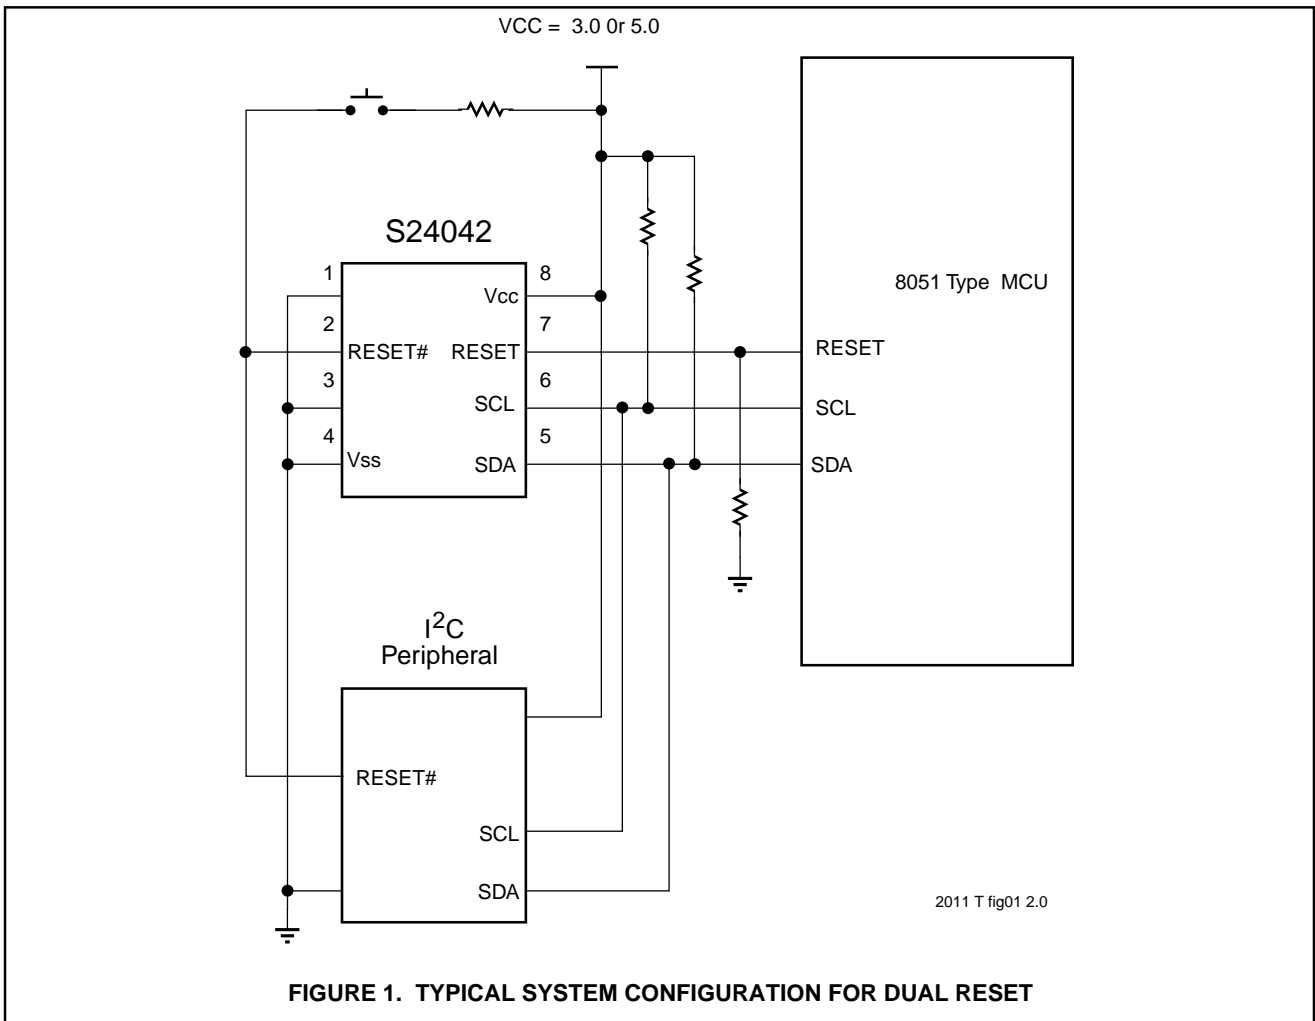 VCC = 3.0 0r 5.0
S24042
1
8
Vcc
2
7
RESET#
RESET
3
6
SCL
4
5
Vss
SDA
8051 Type MCU
RESET
SCL
SDA
I2C
Peripheral
RESET#
SCL
SDA
2011 T fig01 2.0
FIGURE 1. TYPICAL SYSTEM CONFIGURATION FOR DUAL RESET